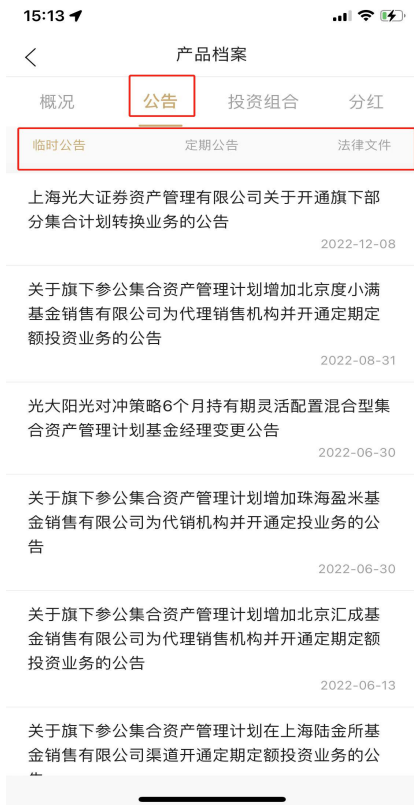 15:13
产品档案
概况 公告 投资组合 分红
临时公告 定期公告 法律文件
上海光大证券资产管理有限公司关于开通旗下部
分集合计划转换业务的公告
2022-12-08
关于旗下参公集合资产管理计划增加北京度小满
基金销售有限公司为代理销售机构并开通定期定
额投资业务的公告
2022-08-31
光大阳光对冲策略6个月持有期灵活配置混合型集
合资产管理计划基金经理变更公告
2022-06-30
关于旗下参公集合资产管理计划增加珠海盈米基
金销售有限公司为代销机构并开通定投业务的公
告
2022-06-30
关于旗下参公集合资产管理计划增加北京汇成基
金销售有限公司为代理销售机构并开通定期定额
投资业务的公告
2022-06-13
关于旗下参公集合资产管理计划在上海陆金所基
金销售有限公司渠道开通定期定额投资业务的公